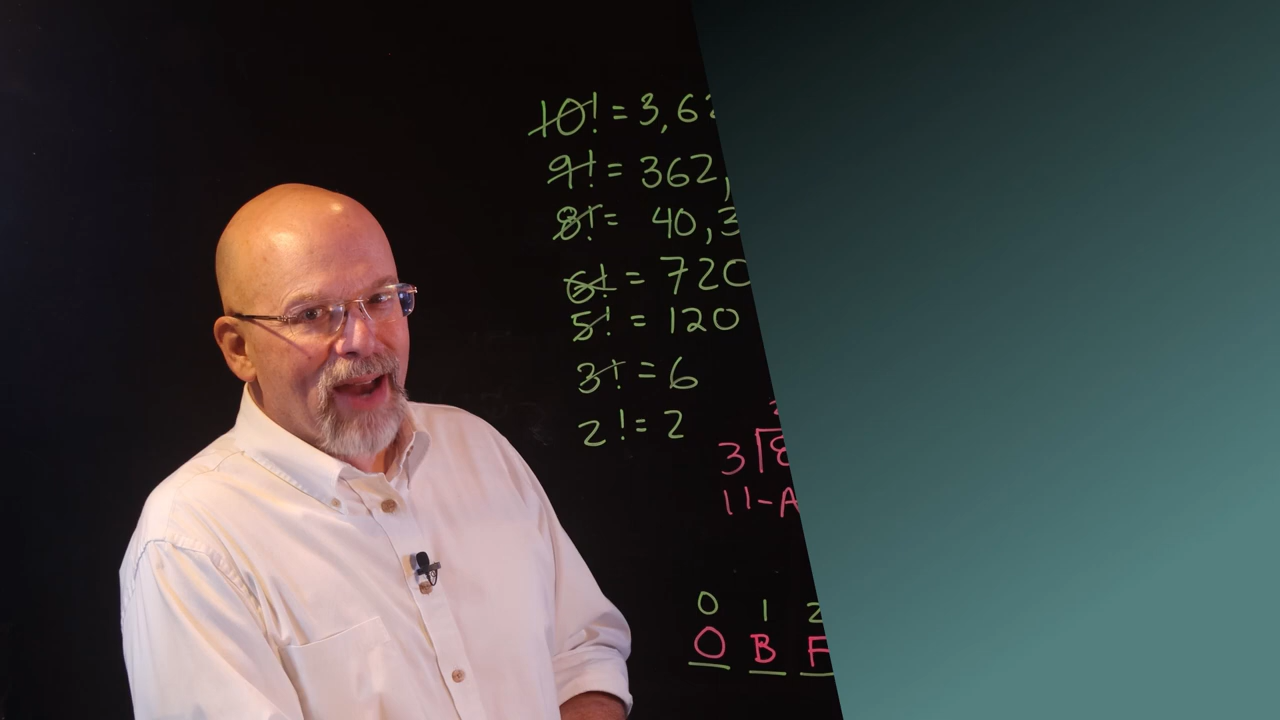 10! = 3,62
9! = 362,
8! = 40,3
6! = 720
5! = 120
3! = 6
2! = 2
3
11-A
0 1 2
O B F